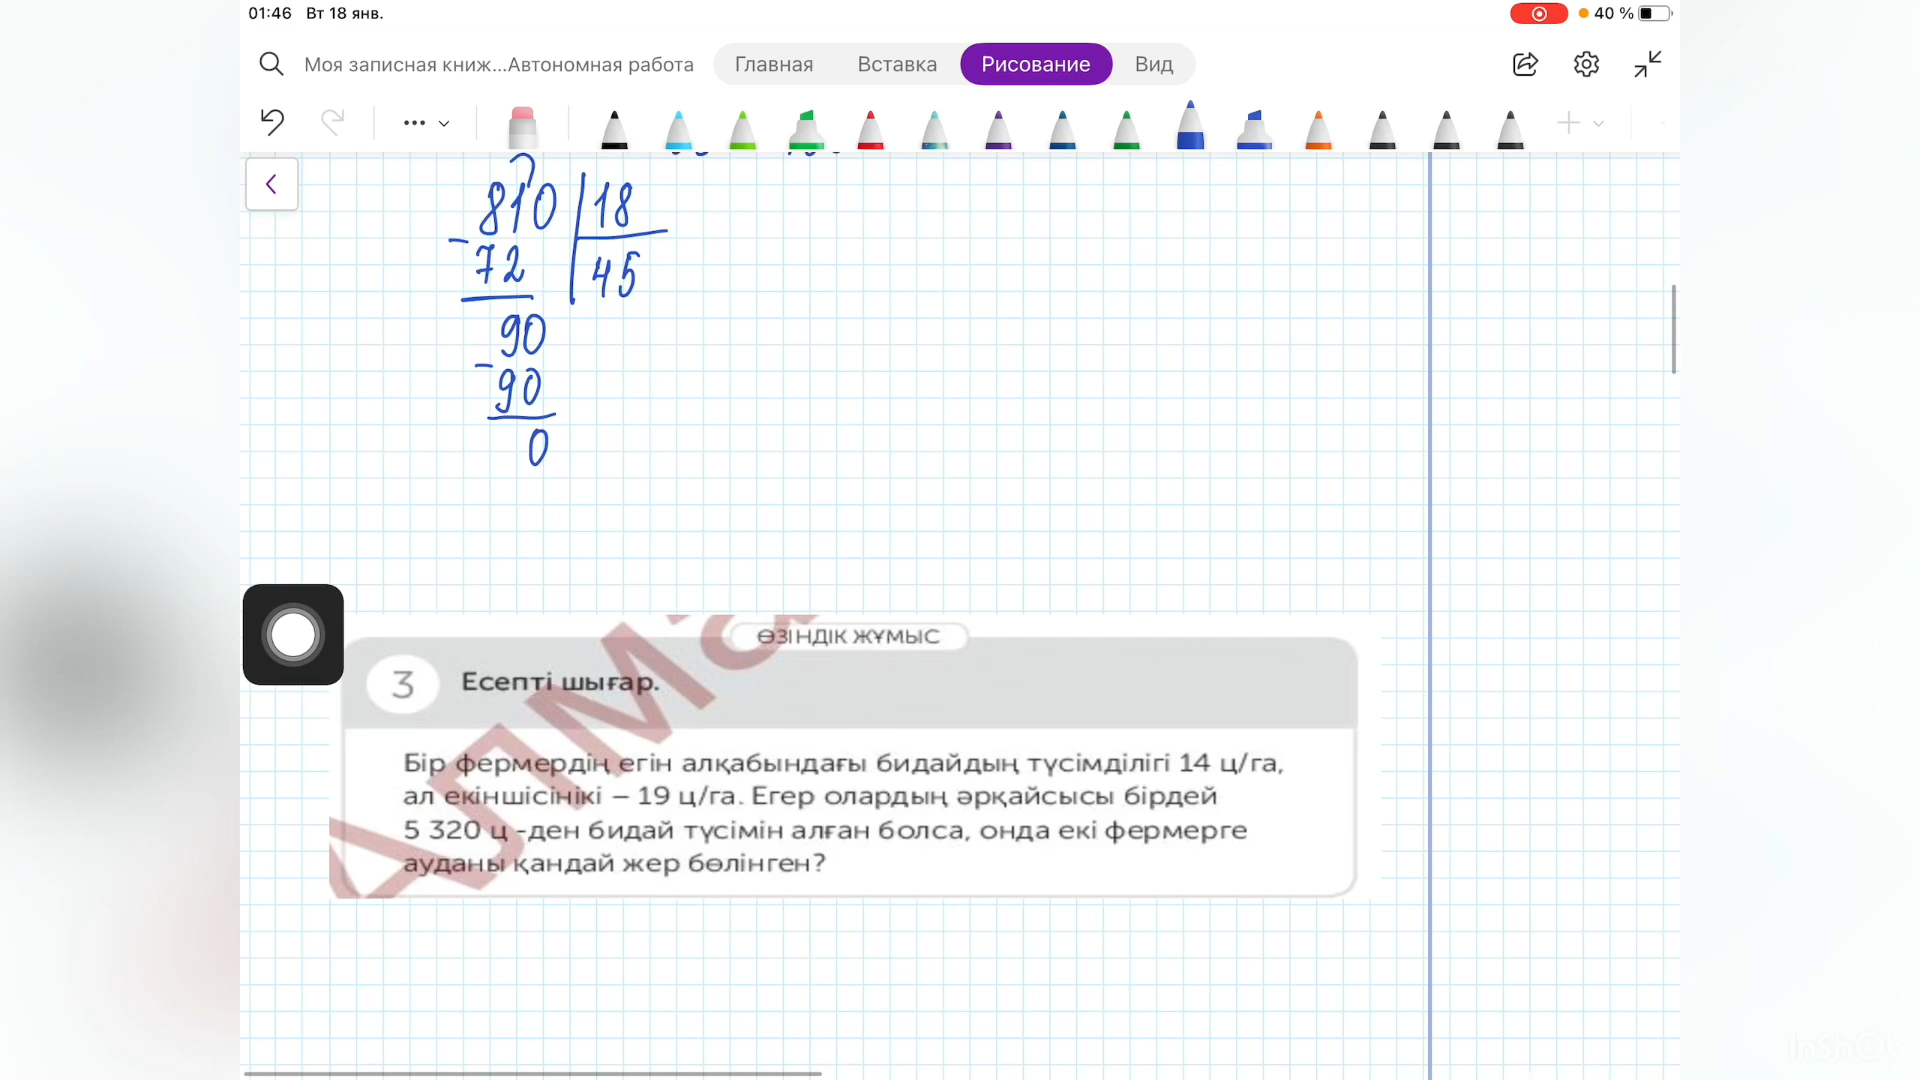 01:46 Вт 18 янв.
40 %
Моя записная книж...Автономная работа
Главная Вставка Рисование Вид
810 18
- 72 45
90
- 90
0
ӨЗІНДІК ЖҰМЫС
3 Есепті шығар.
Бір фермердің егін алқабындағы бидайдың түсімділігі 14 ц/га,
ал екіншісінікі – 19 ц/га. Егер олардың әрқайсысы бірдей
5 320 ц -ден бидай түсімін алған болса, онда екі фермерге
ауданы қандай жер бөлінген?
InShOt